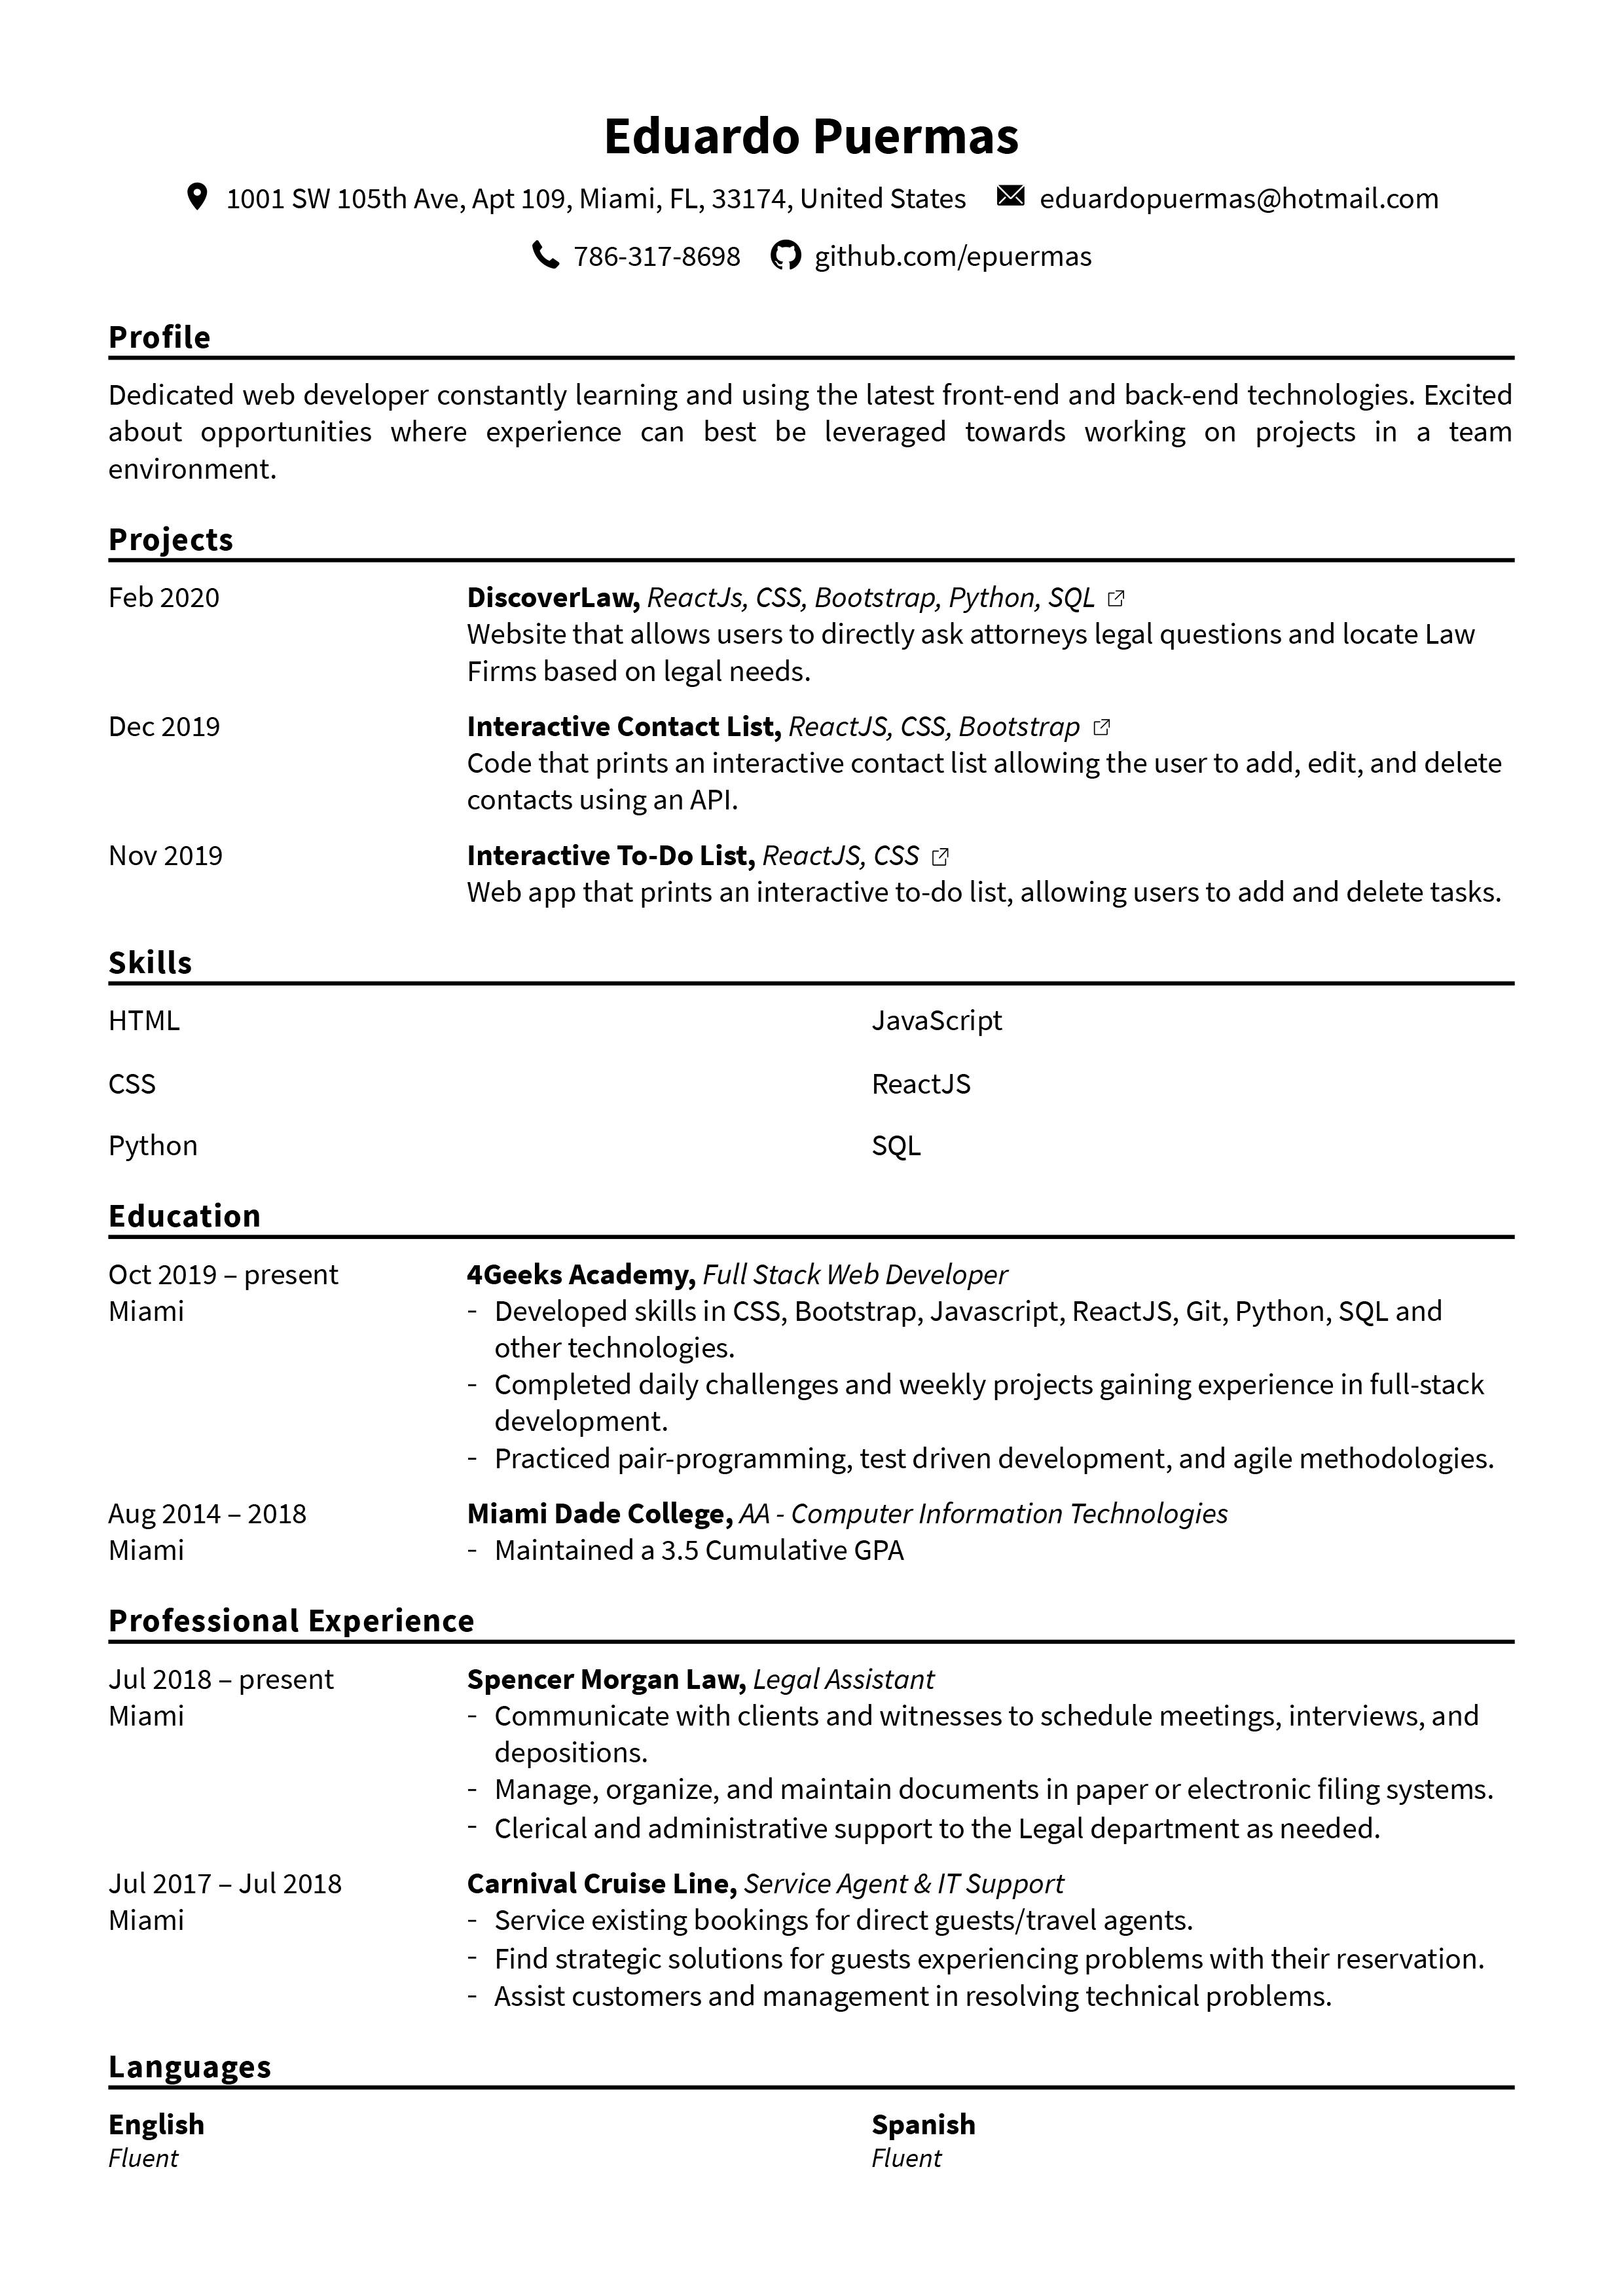 Eduardo Puermas
1001 SW 105th Ave, Apt 109, Miami, FL, 33174, United States eduardopuermas@hotmail.com
786-317-8698 github.com/epuermas
Profile
Dedicated web developer constantly learning and using the latest front-end and back-end technologies. Excited
about opportunities where experience can best be leveraged towards working on projects in a team
environment.
Projects
Feb 2020 DiscoverLaw, ReactJs, CSS, Bootstrap, Python, SQL
Website that allows users to directly ask attorneys legal questions and locate Law
Firms based on legal needs.
Dec 2019 Interactive Contact List, ReactJS, CSS, Bootstrap
Code that prints an interactive contact list allowing the user to add, edit, and delete
contacts using an API.
Nov 2019 Interactive To-Do List, ReactJS, CSS
Web app that prints an interactive to-do list, allowing users to add and delete tasks.
Skills
HTML JavaScript
CSS ReactJS
Python SQL
Education
Oct 2019 – present 4Geeks Academy, Full Stack Web Developer
Miami - Developed skills in CSS, Bootstrap, Javascript, ReactJS, Git, Python, SQL and
other technologies.
- Completed daily challenges and weekly projects gaining experience in full-stack
development.
- Practiced pair-programming, test driven development, and agile methodologies.
Aug 2014 – 2018 Miami Dade College, AA - Computer Information Technologies
Miami - Maintained a 3.5 Cumulative GPA
Professional Experience
Jul 2018 – present Spencer Morgan Law, Legal Assistant
Miami - Communicate with clients and witnesses to schedule meetings, interviews, and
depositions.
- Manage, organize, and maintain documents in paper or electronic filing systems.
- Clerical and administrative support to the Legal department as needed.
Jul 2017 – Jul 2018 Carnival Cruise Line, Service Agent & IT Support
Miami - Service existing bookings for direct guests/travel agents.
- Find strategic solutions for guests experiencing problems with their reservation.
- Assist customers and management in resolving technical problems.
Languages
English Spanish
Fluent Fluent